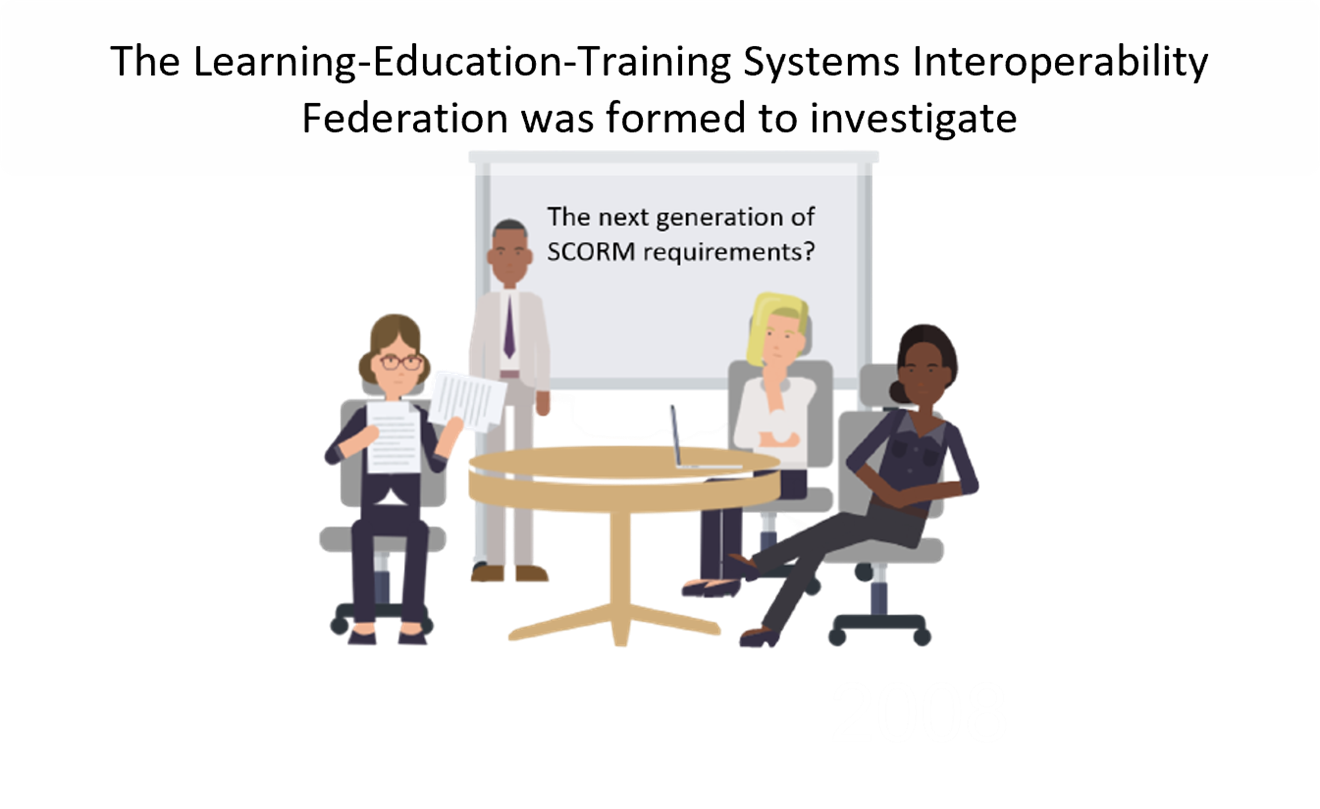 The Learning-Education-Training Systems Interoperability
Federation was formed to investigate
The next generation of
SCORM requirements?